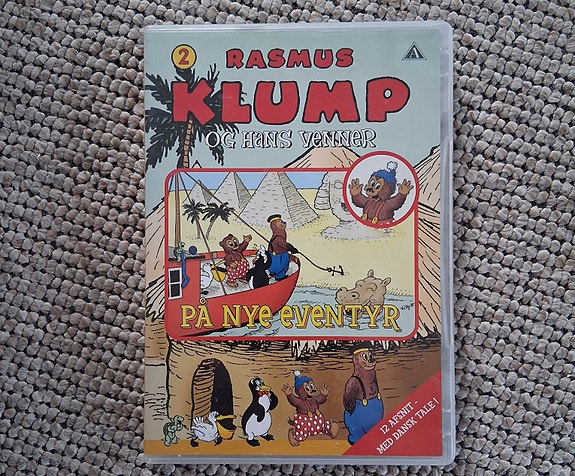 2
RASMUS
KLUMP
OG HANS VENNER
PÅ NYE EVENTYR
12 AFSNIT -
MED DANSK TALE!